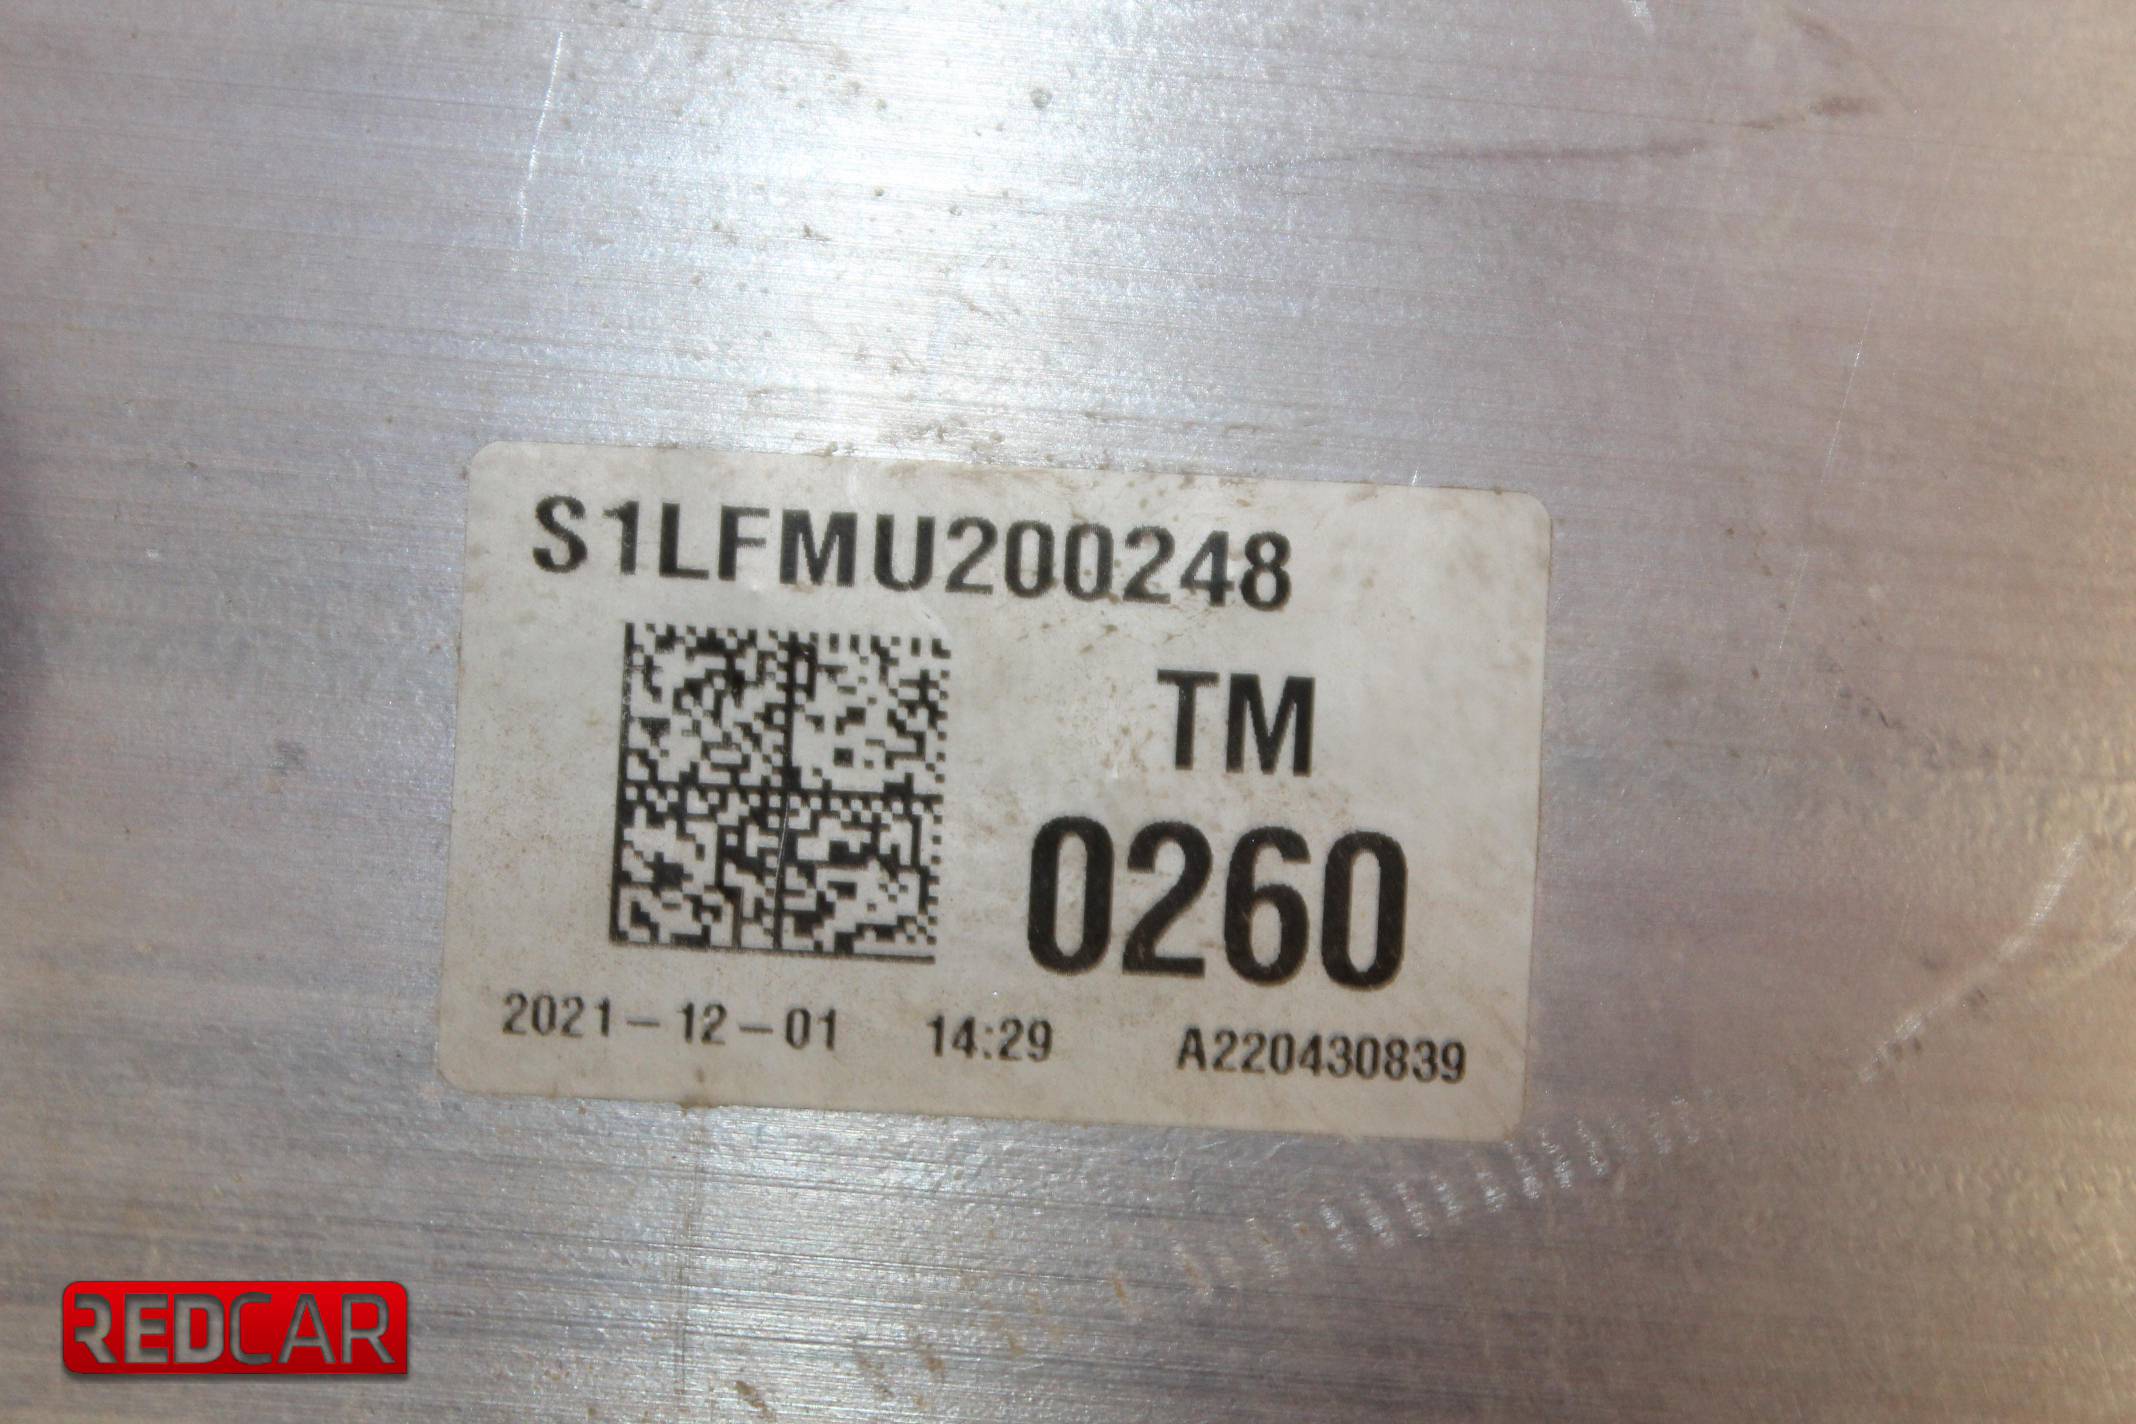 S1LFMU200248
TM
0260
2021-12-01 14:29 A220430839
REDCAR